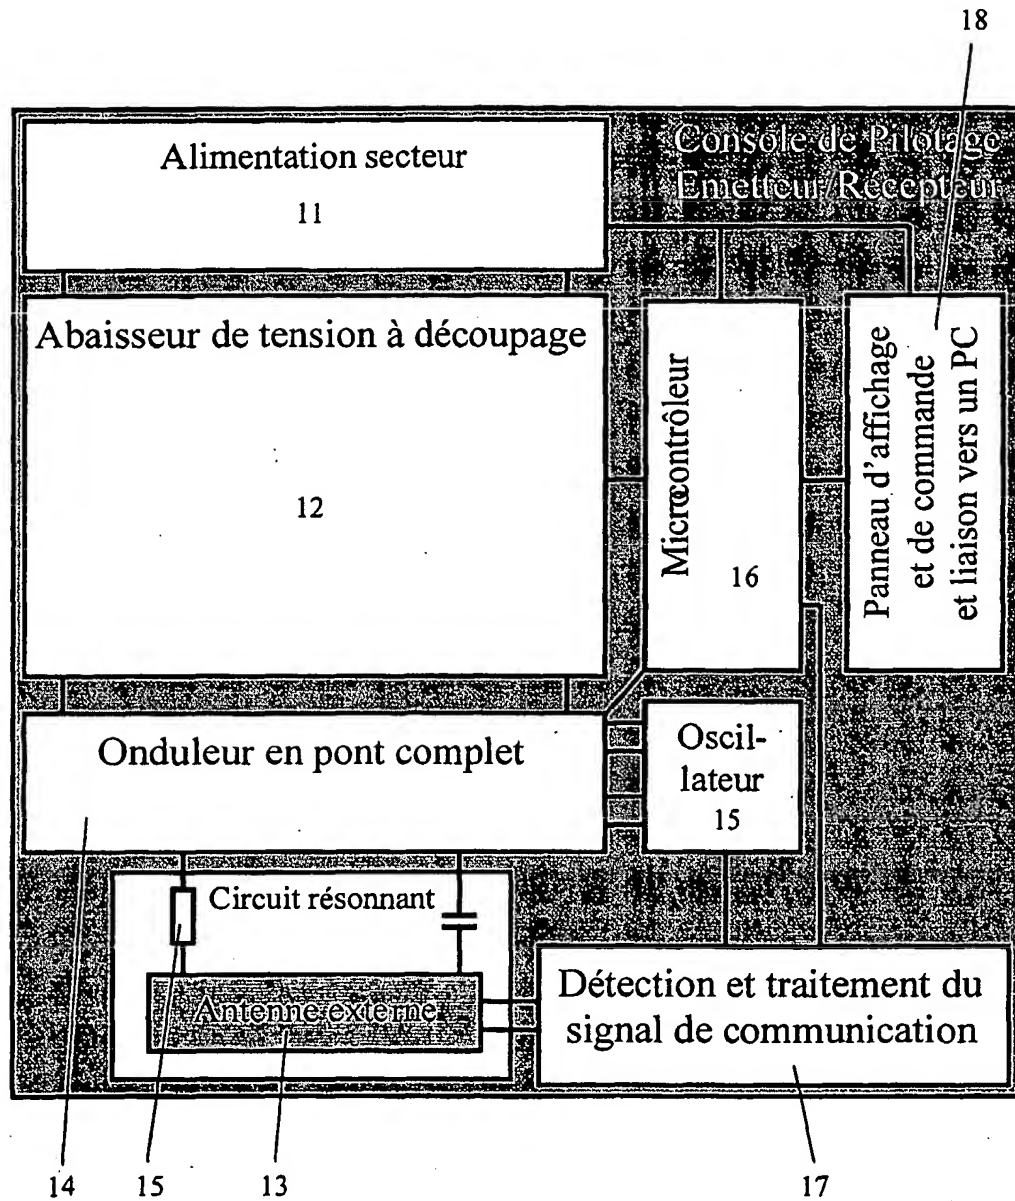 18
Alimentation secteur
11
Console de Pilotage
Emetteur/Récepteur
Abaisseur de tension à découpage
12
Microcontrôleur
16
Panneau d'affichage
et de commande
et liaison vers un PC
Onduleur en pont complet
Oscil-
lateur
15
Circuit résonnant
Antenne externe
Détection et traitement du
signal de communication
14
15
13
17